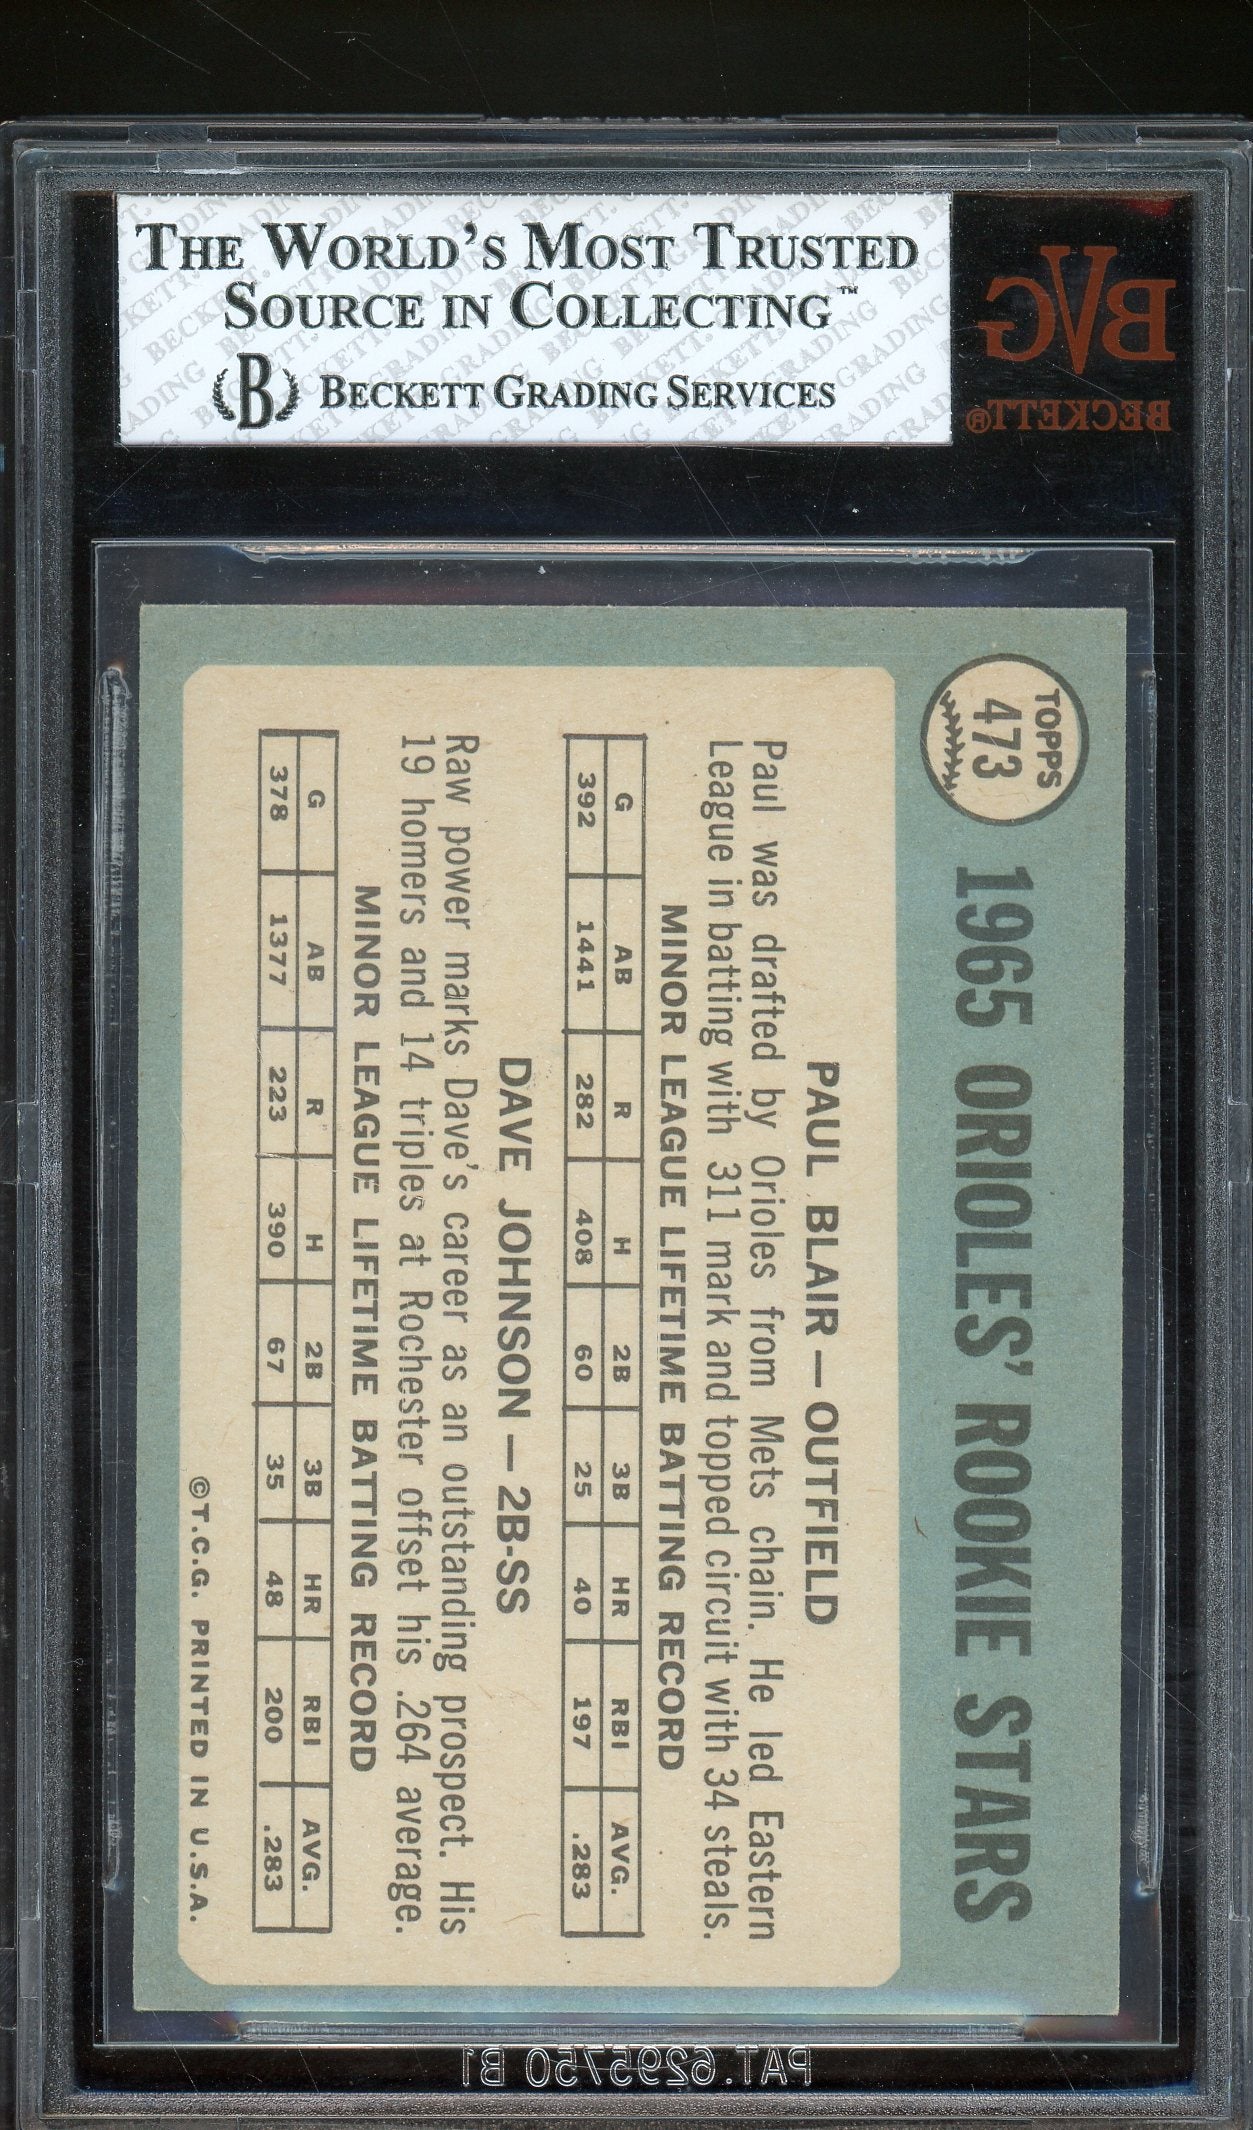 THE WORLD'S MOST TRUSTED
SOURCE IN COLLECTING™
B BECKETT GRADING SERVICES
BVG
BECKETT®
TOPPS
473
1965 ORIOLES' ROOKIE STARS
PAUL BLAIR — OUTFIELD
Paul was drafted by Orioles from Mets chain. He led Eastern
League in batting with 311 mark and topped circuit with 34 steals.
MINOR LEAGUE LIFETIME BATTING RECORD
G AB R H 2B 3B HR RBI AVG.
392 1441 282 408 60 25 40 197 .283
DAVE JOHNSON — 2B-SS
Raw power marks Dave's career as an outstanding prospect. His
19 homers and 14 triples at Rochester offset his .264 average.
MINOR LEAGUE LIFETIME BATTING RECORD
G AB R H 2B 3B HR RBI AVG.
378 1377 223 390 67 35 48 200 .283
©T.C.G. PRINTED IN U.S.A.
PAT.6295750 B1